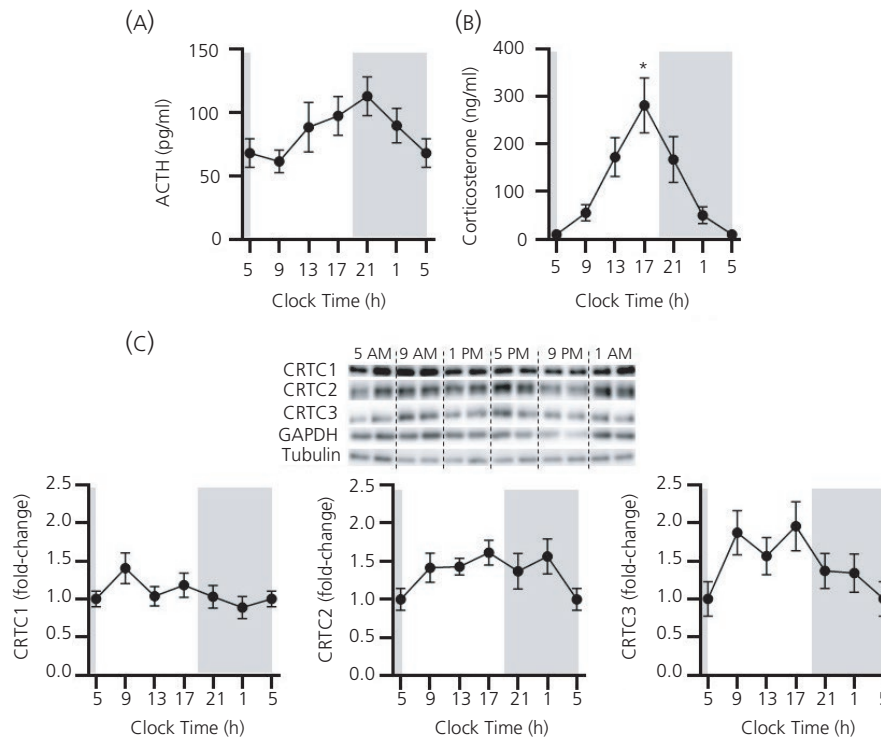 (A)
ACTH (pg/ml)
150
100
50
0
5 9 13 17 21 1 5
Clock Time (h)
(B)
Corticosterone (ng/ml)
400
300
200
100
0
*
5 9 13 17 21 1 5
Clock Time (h)
(C)
5 AM 9 AM 1 PM 5 PM 9 PM 1 AM
CRTC1
CRTC2
CRTC3
GAPDH
Tubulin
CRTC1 (fold-change)
2.5
2.0
1.5
1.0
0.5
0.0
5 9 13 17 21 1 5
Clock Time (h)
CRTC2 (fold-change)
2.5
2.0
1.5
1.0
0.5
0.0
5 9 13 17 21 1 5
Clock Time (h)
CRTC3 (fold-change)
2.5
2.0
1.5
1.0
0.5
0.0
5 9 13 17 21 1 5
Clock Time (h)